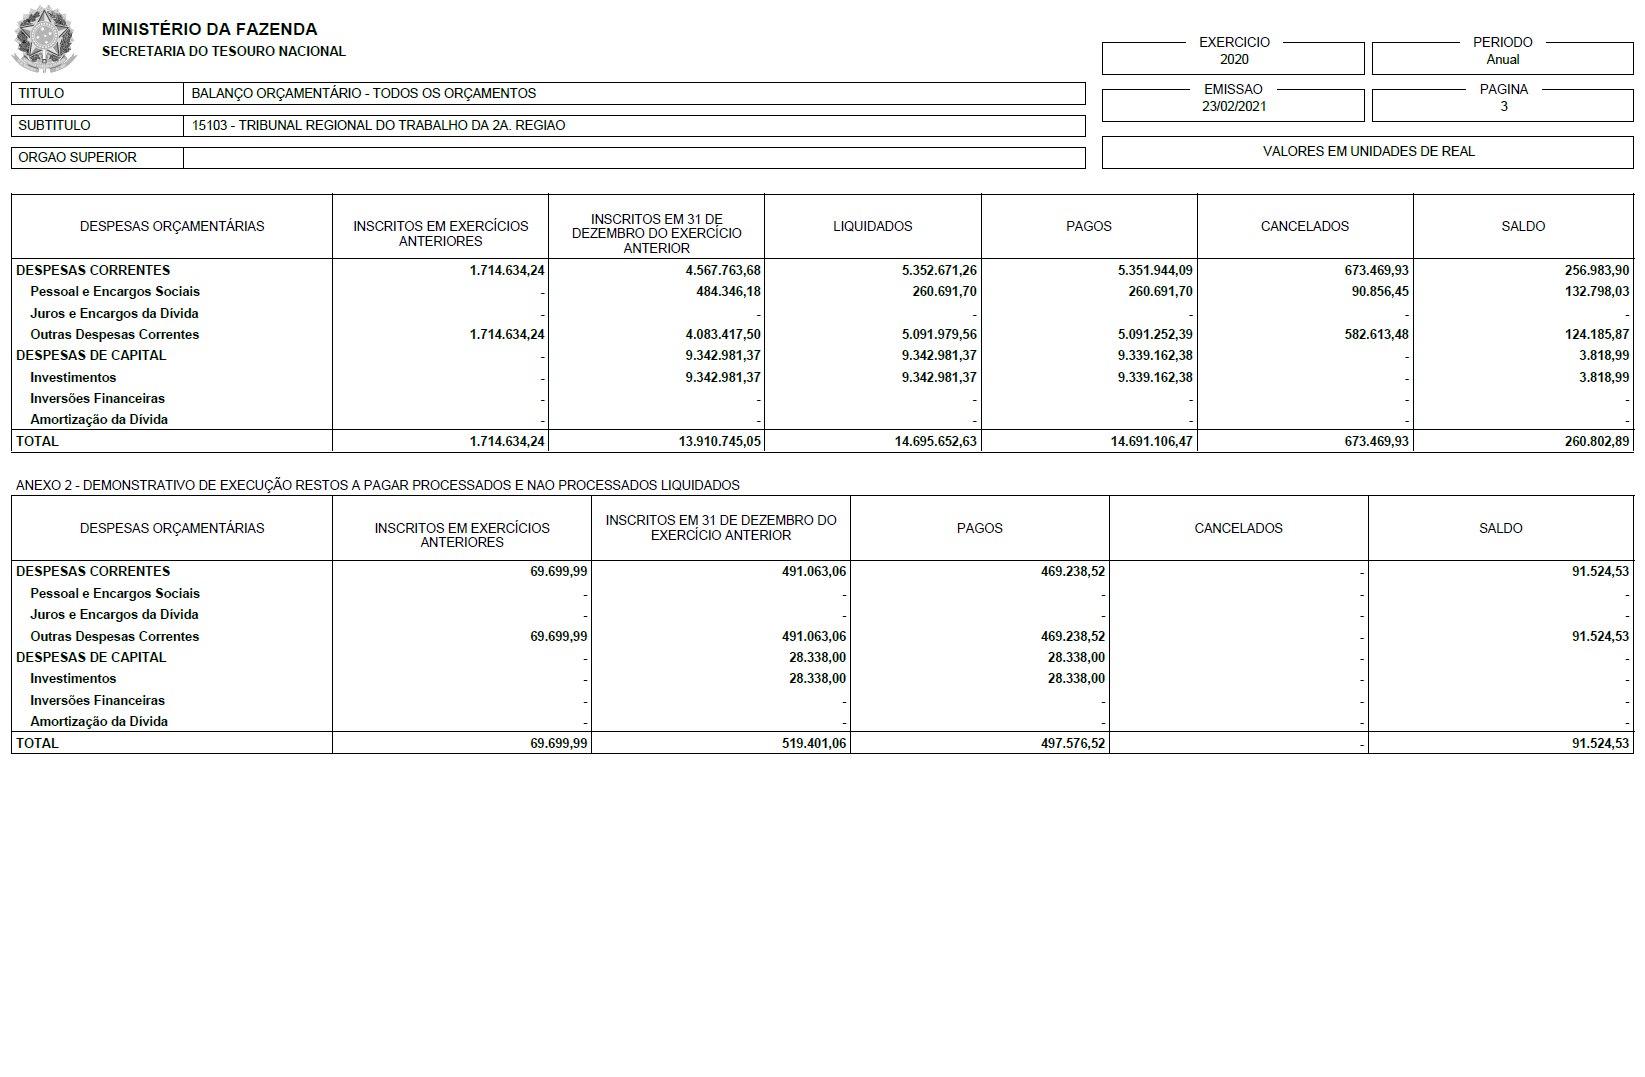 MINISTÉRIO DA FAZENDA
SECRETARIA DO TESOURO NACIONAL
EXERCICIO
2020
PERIODO
Anual
EMISSAO
23/02/2021
PAGINA
3
TITULO BALANÇO ORÇAMENTÁRIO - TODOS OS ORÇAMENTOS
SUBTITULO 15103 - TRIBUNAL REGIONAL DO TRABALHO DA 2A. REGIAO
ORGAO SUPERIOR
VALORES EM UNIDADES DE REAL
DESPESAS ORÇAMENTÁRIAS
INSCRITOS EM EXERCÍCIOS
ANTERIORES
INSCRITOS EM 31 DE
DEZEMBRO DO EXERCÍCIO
ANTERIOR
LIQUIDADOS
PAGOS
CANCELADOS
SALDO
DESPESAS CORRENTES 1.714.634,24 4.567.763,68 5.352.671,26 5.351.944,09 673.469,93 256.983,90
Pessoal e Encargos Sociais - 484.346,18 260.691,70 260.691,70 90.856,45 132.798,03
Juros e Encargos da Dívida - - - - - -
Outras Despesas Correntes 1.714.634,24 4.083.417,50 5.091.979,56 5.091.252,39 582.613,48 124.185,87
DESPESAS DE CAPITAL - 9.342.981,37 9.342.981,37 9.339.162,38 - 3.818,99
Investimentos - 9.342.981,37 9.342.981,37 9.339.162,38 - 3.818,99
Inversões Financeiras - - - - - -
Amortização da Dívida - - - - - -
TOTAL 1.714.634,24 13.910.745,05 14.695.652,63 14.691.106,47 673.469,93 260.802,89
ANEXO 2 - DEMONSTRATIVO DE EXECUÇÃO RESTOS A PAGAR PROCESSADOS E NAO PROCESSADOS LIQUIDADOS
DESPESAS ORÇAMENTÁRIAS
INSCRITOS EM EXERCÍCIOS
ANTERIORES
INSCRITOS EM 31 DE DEZEMBRO DO
EXERCÍCIO ANTERIOR
PAGOS
CANCELADOS
SALDO
DESPESAS CORRENTES 69.699,99 491.063,06 469.238,52 - 91.524,53
Pessoal e Encargos Sociais - - - - -
Juros e Encargos da Dívida - - - - -
Outras Despesas Correntes 69.699,99 491.063,06 469.238,52 - 91.524,53
DESPESAS DE CAPITAL - 28.338,00 28.338,00 - -
Investimentos - 28.338,00 28.338,00 - -
Inversões Financeiras - - - - -
Amortização da Dívida - - - - -
TOTAL 69.699,99 519.401,06 497.576,52 - 91.524,53